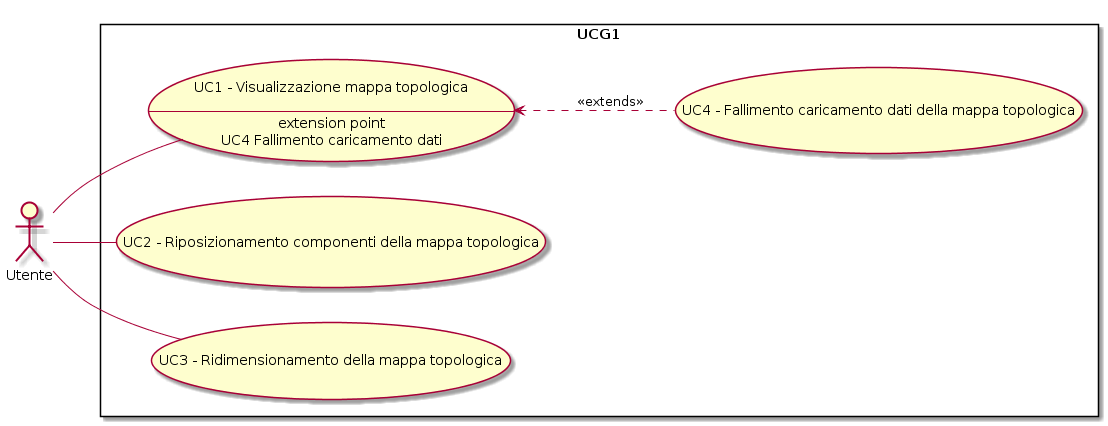 UCG1
UC1 - Visualizzazione mappa topologica
extension point
UC4 Fallimento caricamento dati
«extends»
UC4 - Fallimento caricamento dati della mappa topologica
UC2 - Riposizionamento componenti della mappa topologica
Utente
UC3 - Ridimensionamento della mappa topologica